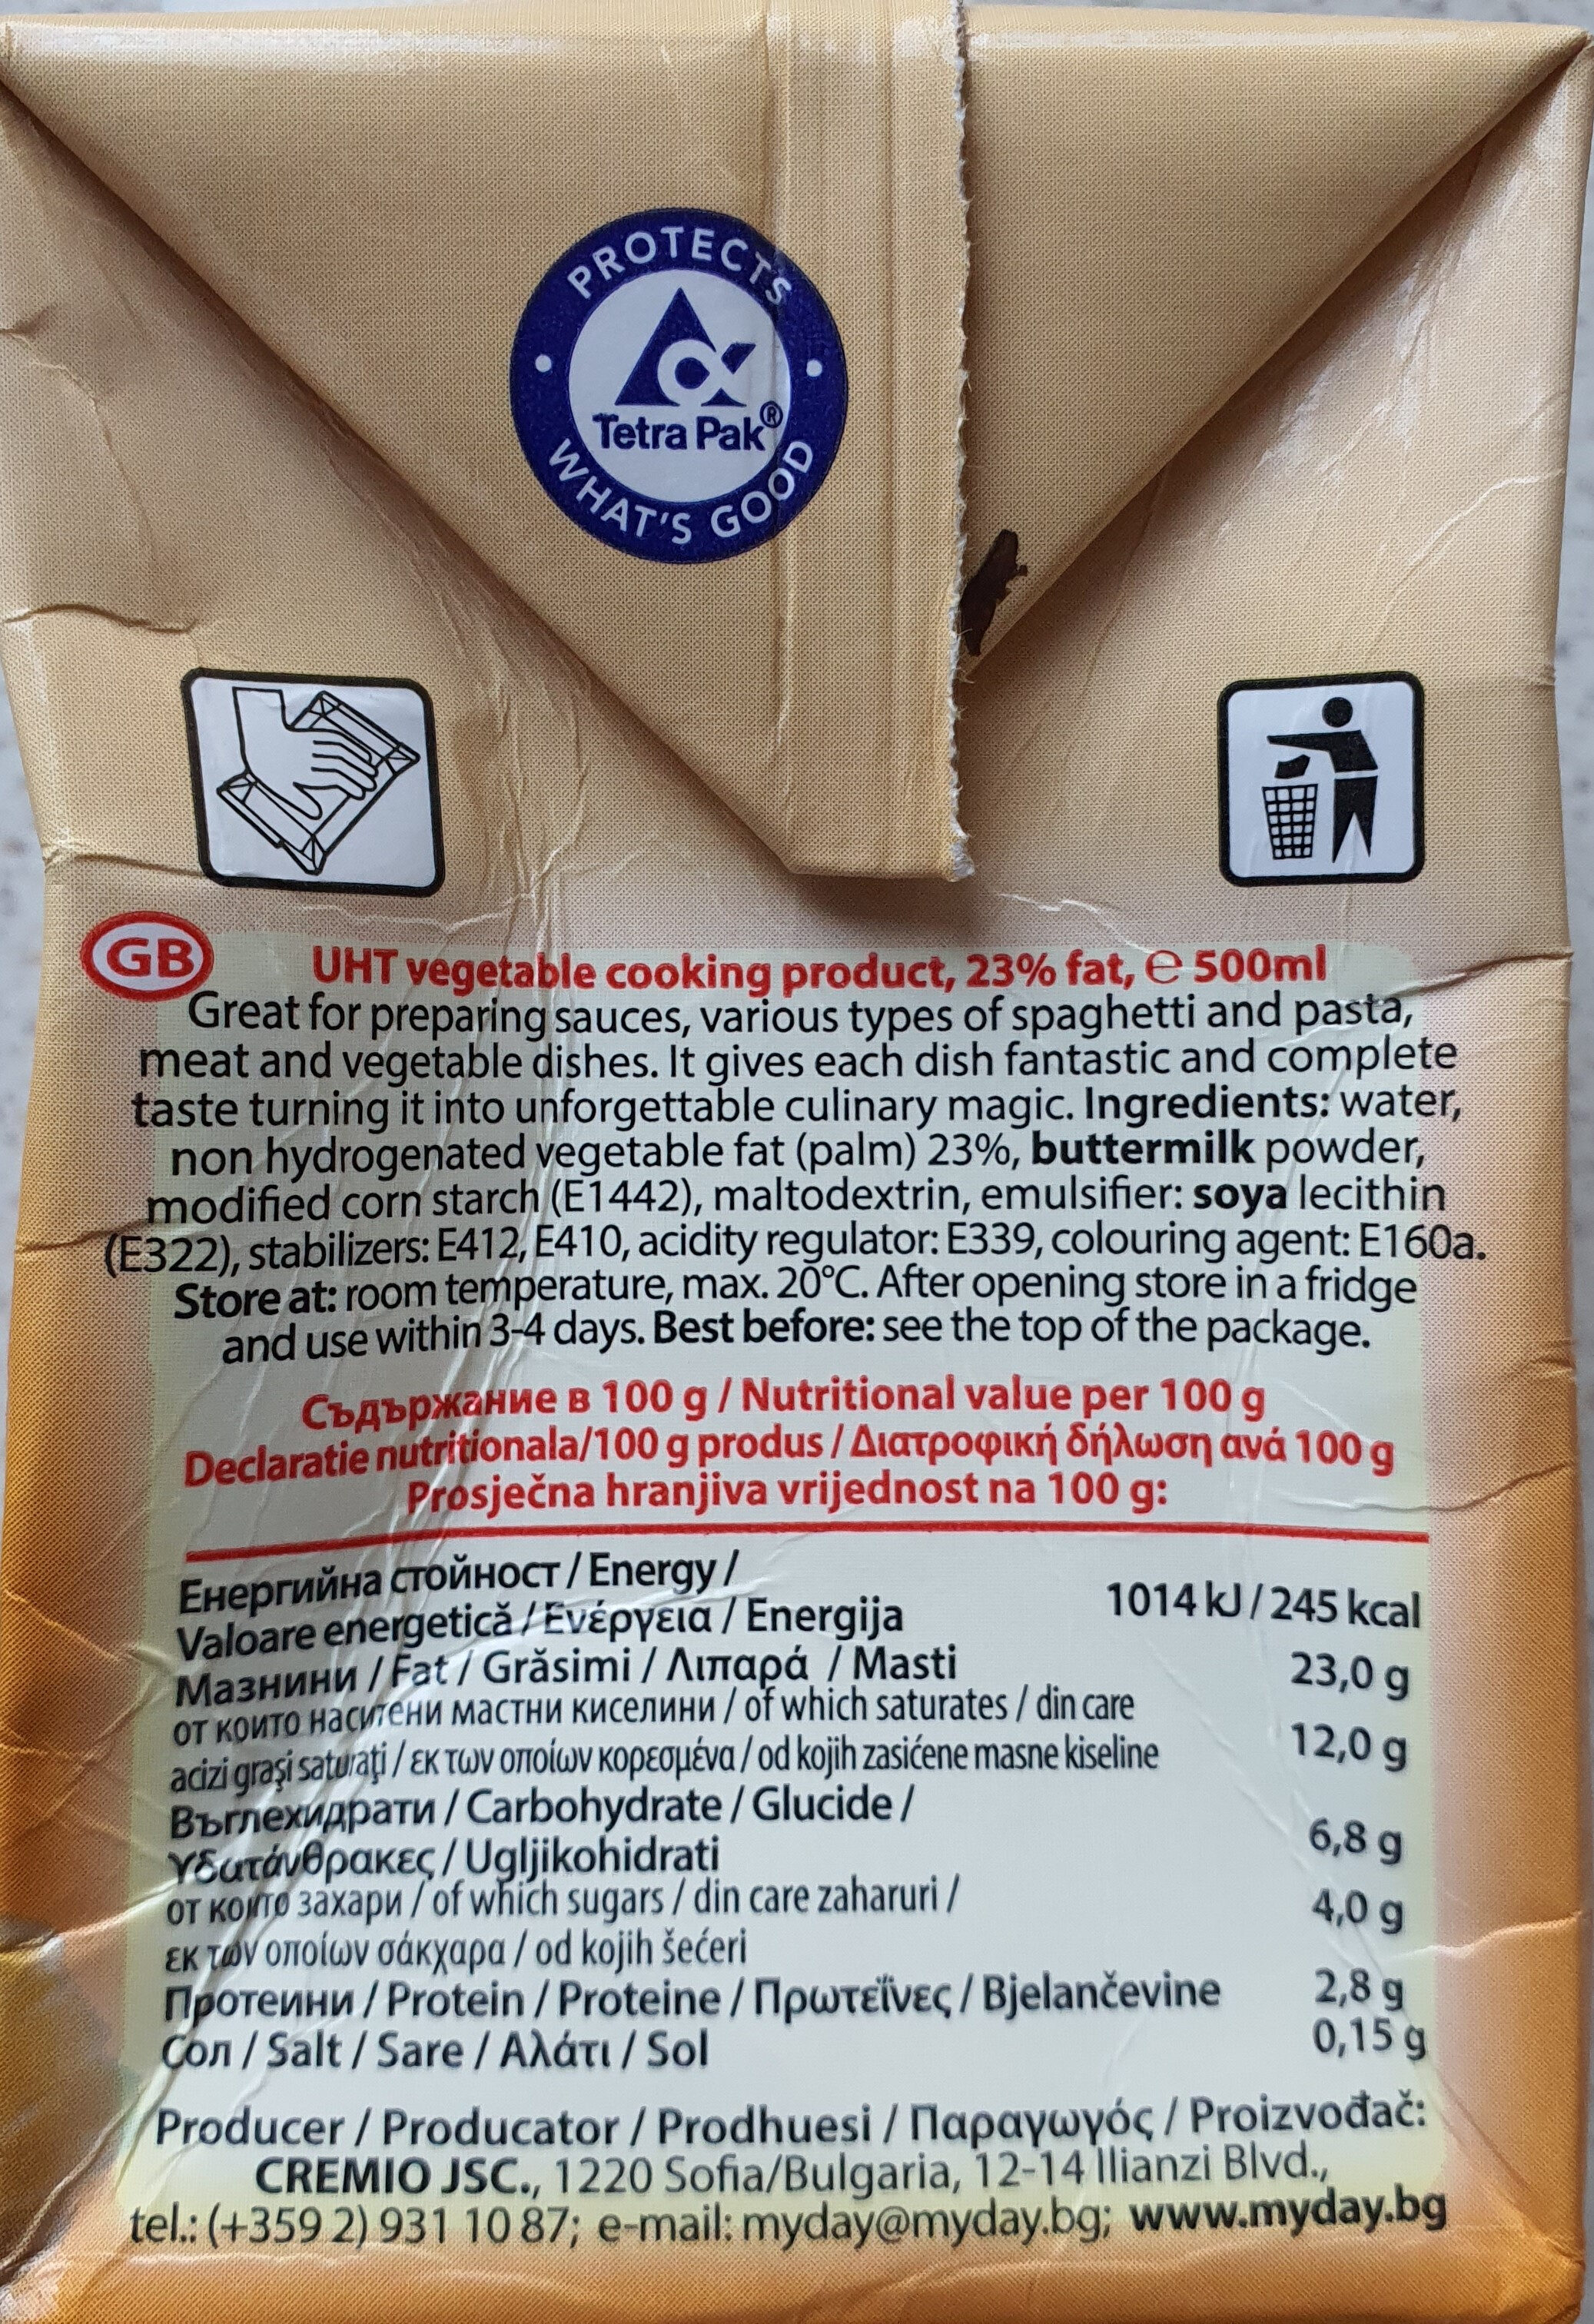 PROTECTS
Tetra Pak®
WHAT'S GOOD
GB
UHT vegetable cooking product, 23% fat, ℮ 500ml
Great for preparing sauces, various types of spaghetti and pasta,
meat and vegetable dishes. It gives each dish fantastic and complete
taste turning it into unforgettable culinary magic. Ingredients: water,
non hydrogenated vegetable fat (palm) 23%, buttermilk powder,
modified corn starch (E1442), maltodextrin, emulsifier: soya lecithin
(E322), stabilizers: E412, E410, acidity regulator: E339, colouring agent: E160a.
Store at: room temperature, max. 20°C. After opening store in a fridge
and use within 3-4 days. Best before: see the top of the package.
Съдържание в 100 g / Nutritional value per 100 g
Declaratie nutritionala/100 g produs / Διατροφική δήλωση ανά 100 g
Prosječna hranjiva vrijednost na 100 g:
Енергийна стойност / Energy /
Valoare energetică / Ενέργεια / Energija 1014 kJ / 245 kcal
Мазнини / Fat / Grăsimi / Λιπαρά / Masti 23,0 g
от които наситени мастни киселини / of which saturates / din care
acizi grași saturați / εκ των οποίων κορεσμένα / od kojih zasićene masne kiseline 12,0 g
Въглехидрати / Carbohydrate / Glucide /
Υδατάνθρακες / Ugljikohidrati 6,8 g
от които захари / of which sugars / din care zaharuri / 4,0 g
εκ των οποίων σάκχαρα / od kojih šećeri
Протеини / Protein / Proteine / Πρωτεΐνες / Bjelančevine 2,8 g
Сол / Salt / Sare / Αλάτι / Sol 0,15 g
Producer / Producator / Prodhuesi / Παραγωγός / Proizvođač:
CREMIO JSC., 1220 Sofia/Bulgaria, 12-14 Ilianzi Blvd.,
tel.: (+359 2) 931 10 87; e-mail: myday@myday.bg; www.myday.bg